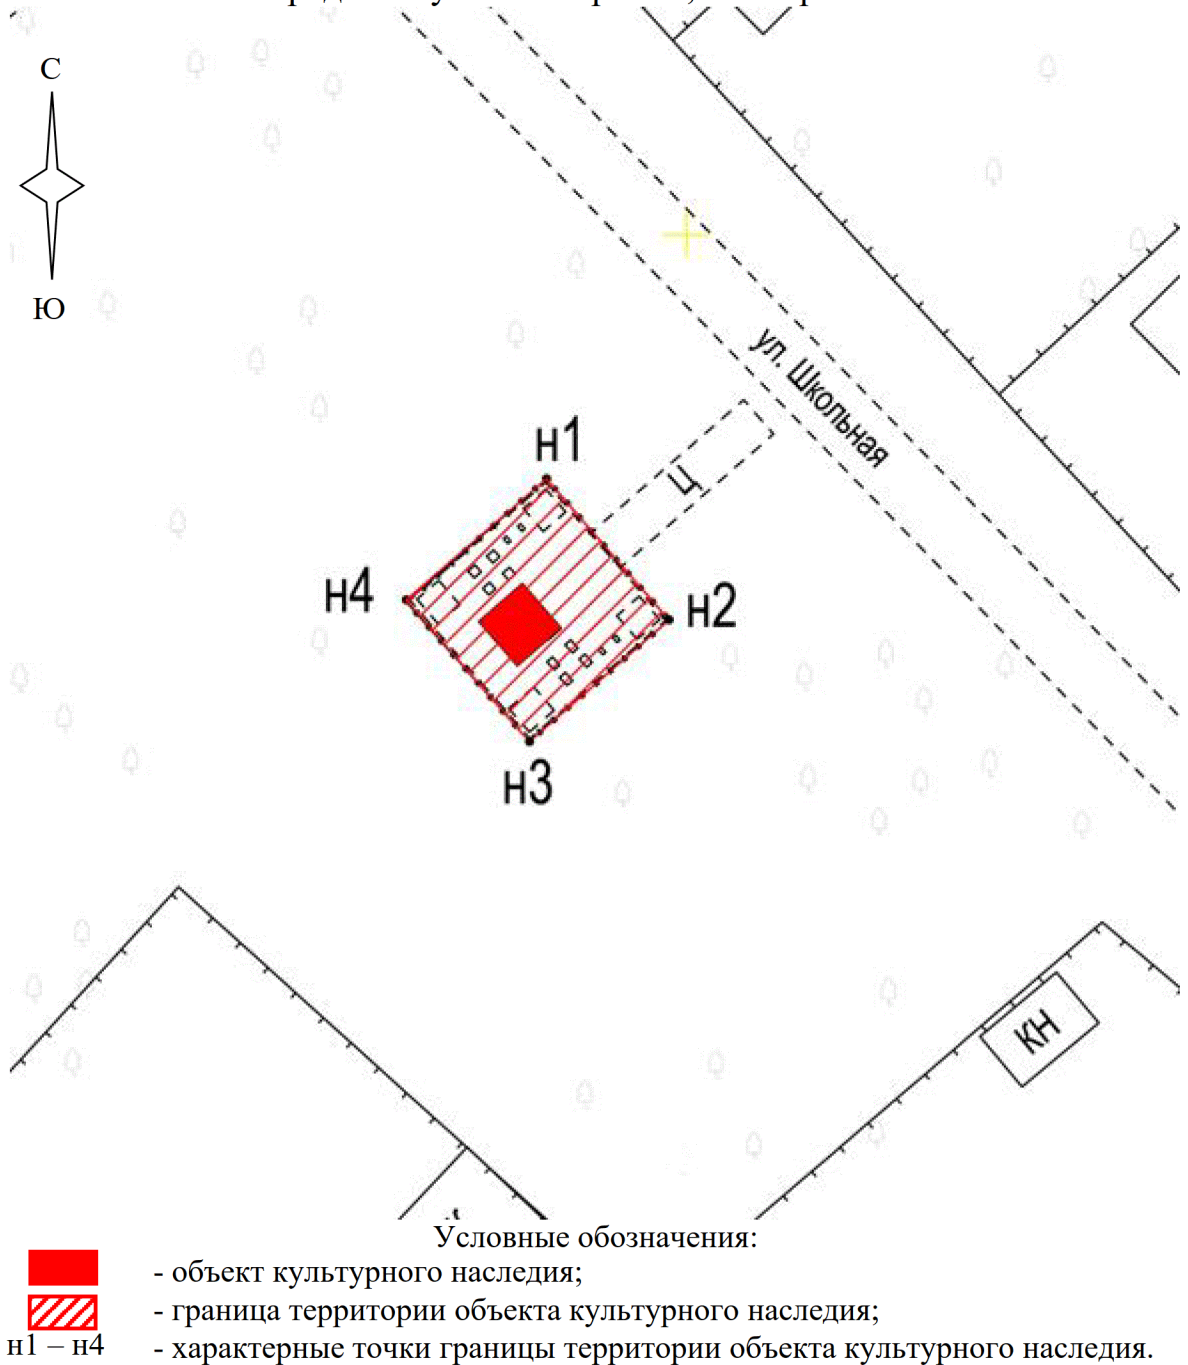 С
Ю
ул. Школьная
н1
Ц
н4
н2
н3
КН
Условные обозначения:
- объект культурного наследия;
- граница территории объекта культурного наследия;
н1 – н4 - характерные точки границы территории объекта культурного наследия.